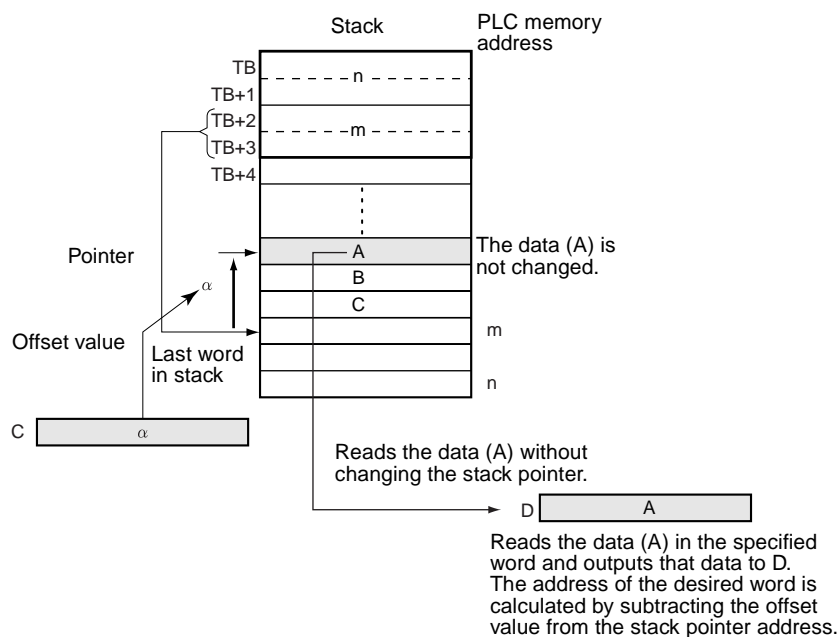 Stack
PLC memory
address
TB
n
TB+1
TB+2
m
TB+3
TB+4
Pointer
A
The data (A) is
not changed.
α
B
C
Offset value
m
Last word
in stack
n
C
α
Reads the data (A) without
changing the stack pointer.
D
A
Reads the data (A) in the specified
word and outputs that data to D.
The address of the desired word is
calculated by subtracting the offset
value from the stack pointer address.